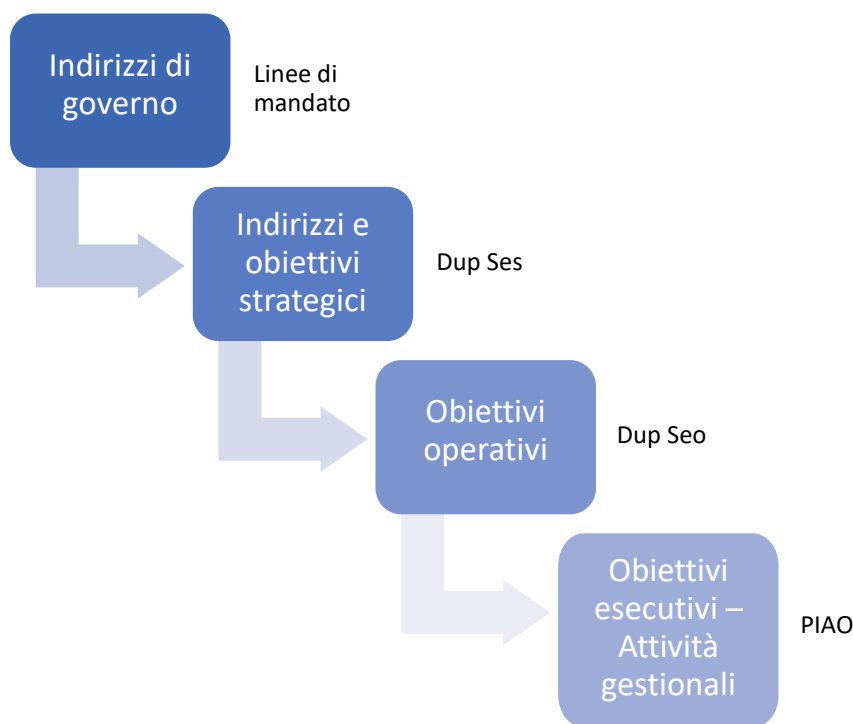 Indirizzi di
governo
Linee di
mandato
Indirizzi e
obiettivi
strategici
Dup Ses
Obiettivi
operativi
Dup Seo
Obiettivi
esecutivi –
Attività
gestionali
PIAO